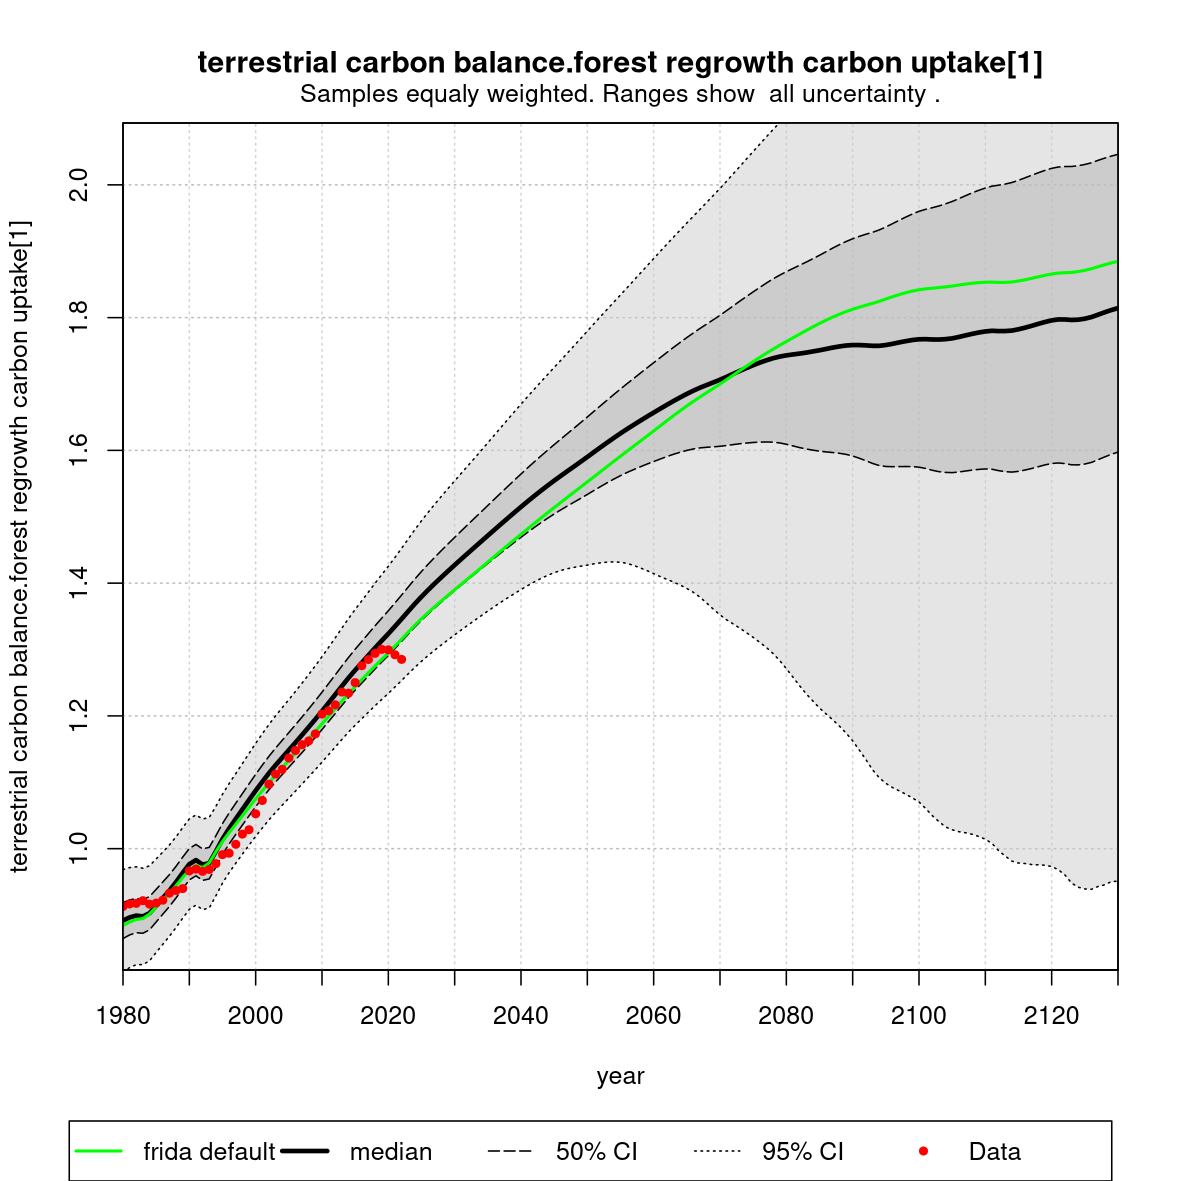 terrestrial carbon balance.forest regrowth carbon uptake[1]
Samples equaly weighted. Ranges show  all uncertainty .
terrestrial carbon balance.forest regrowth carbon uptake[1]
2.0
1.8
1.6
1.4
1.2
1.0
1980 2000 2020 2040 2060 2080 2100 2120
year
frida default median 50% CI 95% CI Data